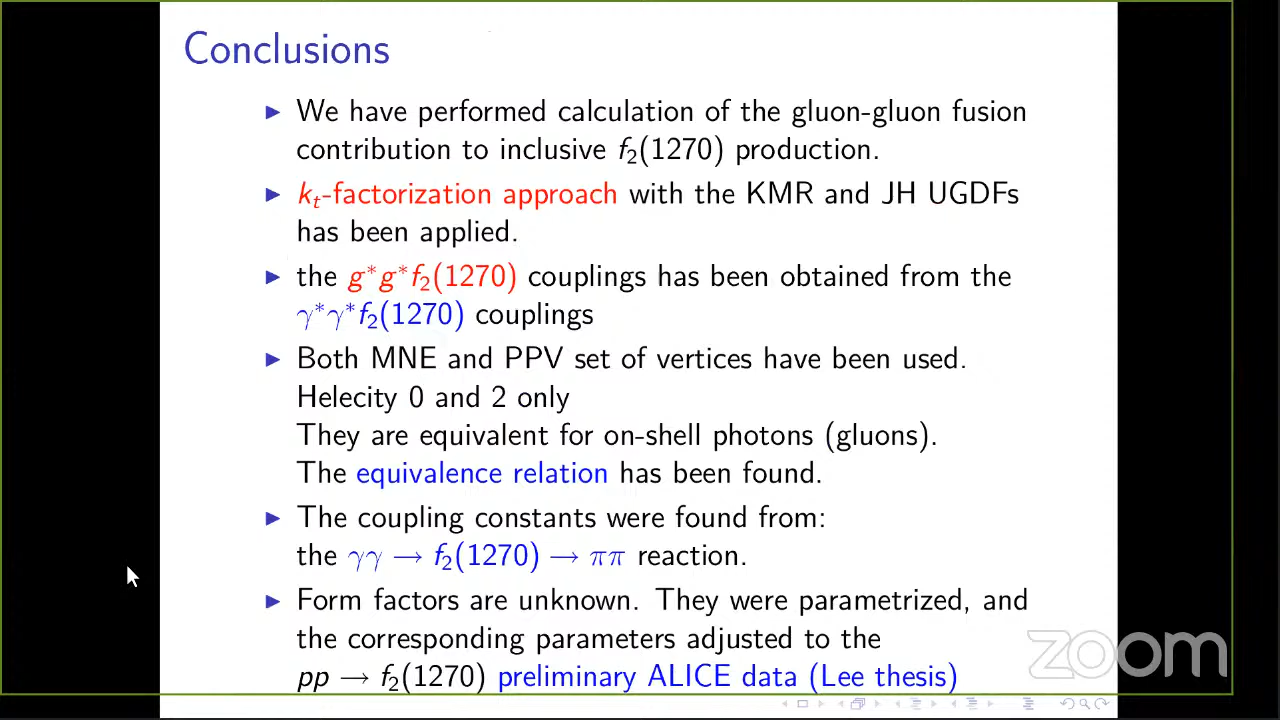 Conclusions
▶ We have performed calculation of the gluon-gluon fusion
contribution to inclusive f₂(1270) production.
▶ kₜ-factorization approach with the KMR and JH UGDFs
has been applied.
▶ the g*g*f₂(1270) couplings has been obtained from the
γ*γ*f₂(1270) couplings
▶ Both MNE and PPV set of vertices have been used.
Helecity 0 and 2 only
They are equivalent for on-shell photons (gluons).
The equivalence relation has been found.
▶ The coupling constants were found from:
the γγ → f₂(1270) → ππ reaction.
▶ Form factors are unknown. They were parametrized, and
the corresponding parameters adjusted to the
pp → f₂(1270) preliminary ALICE data (Lee thesis)
zoom